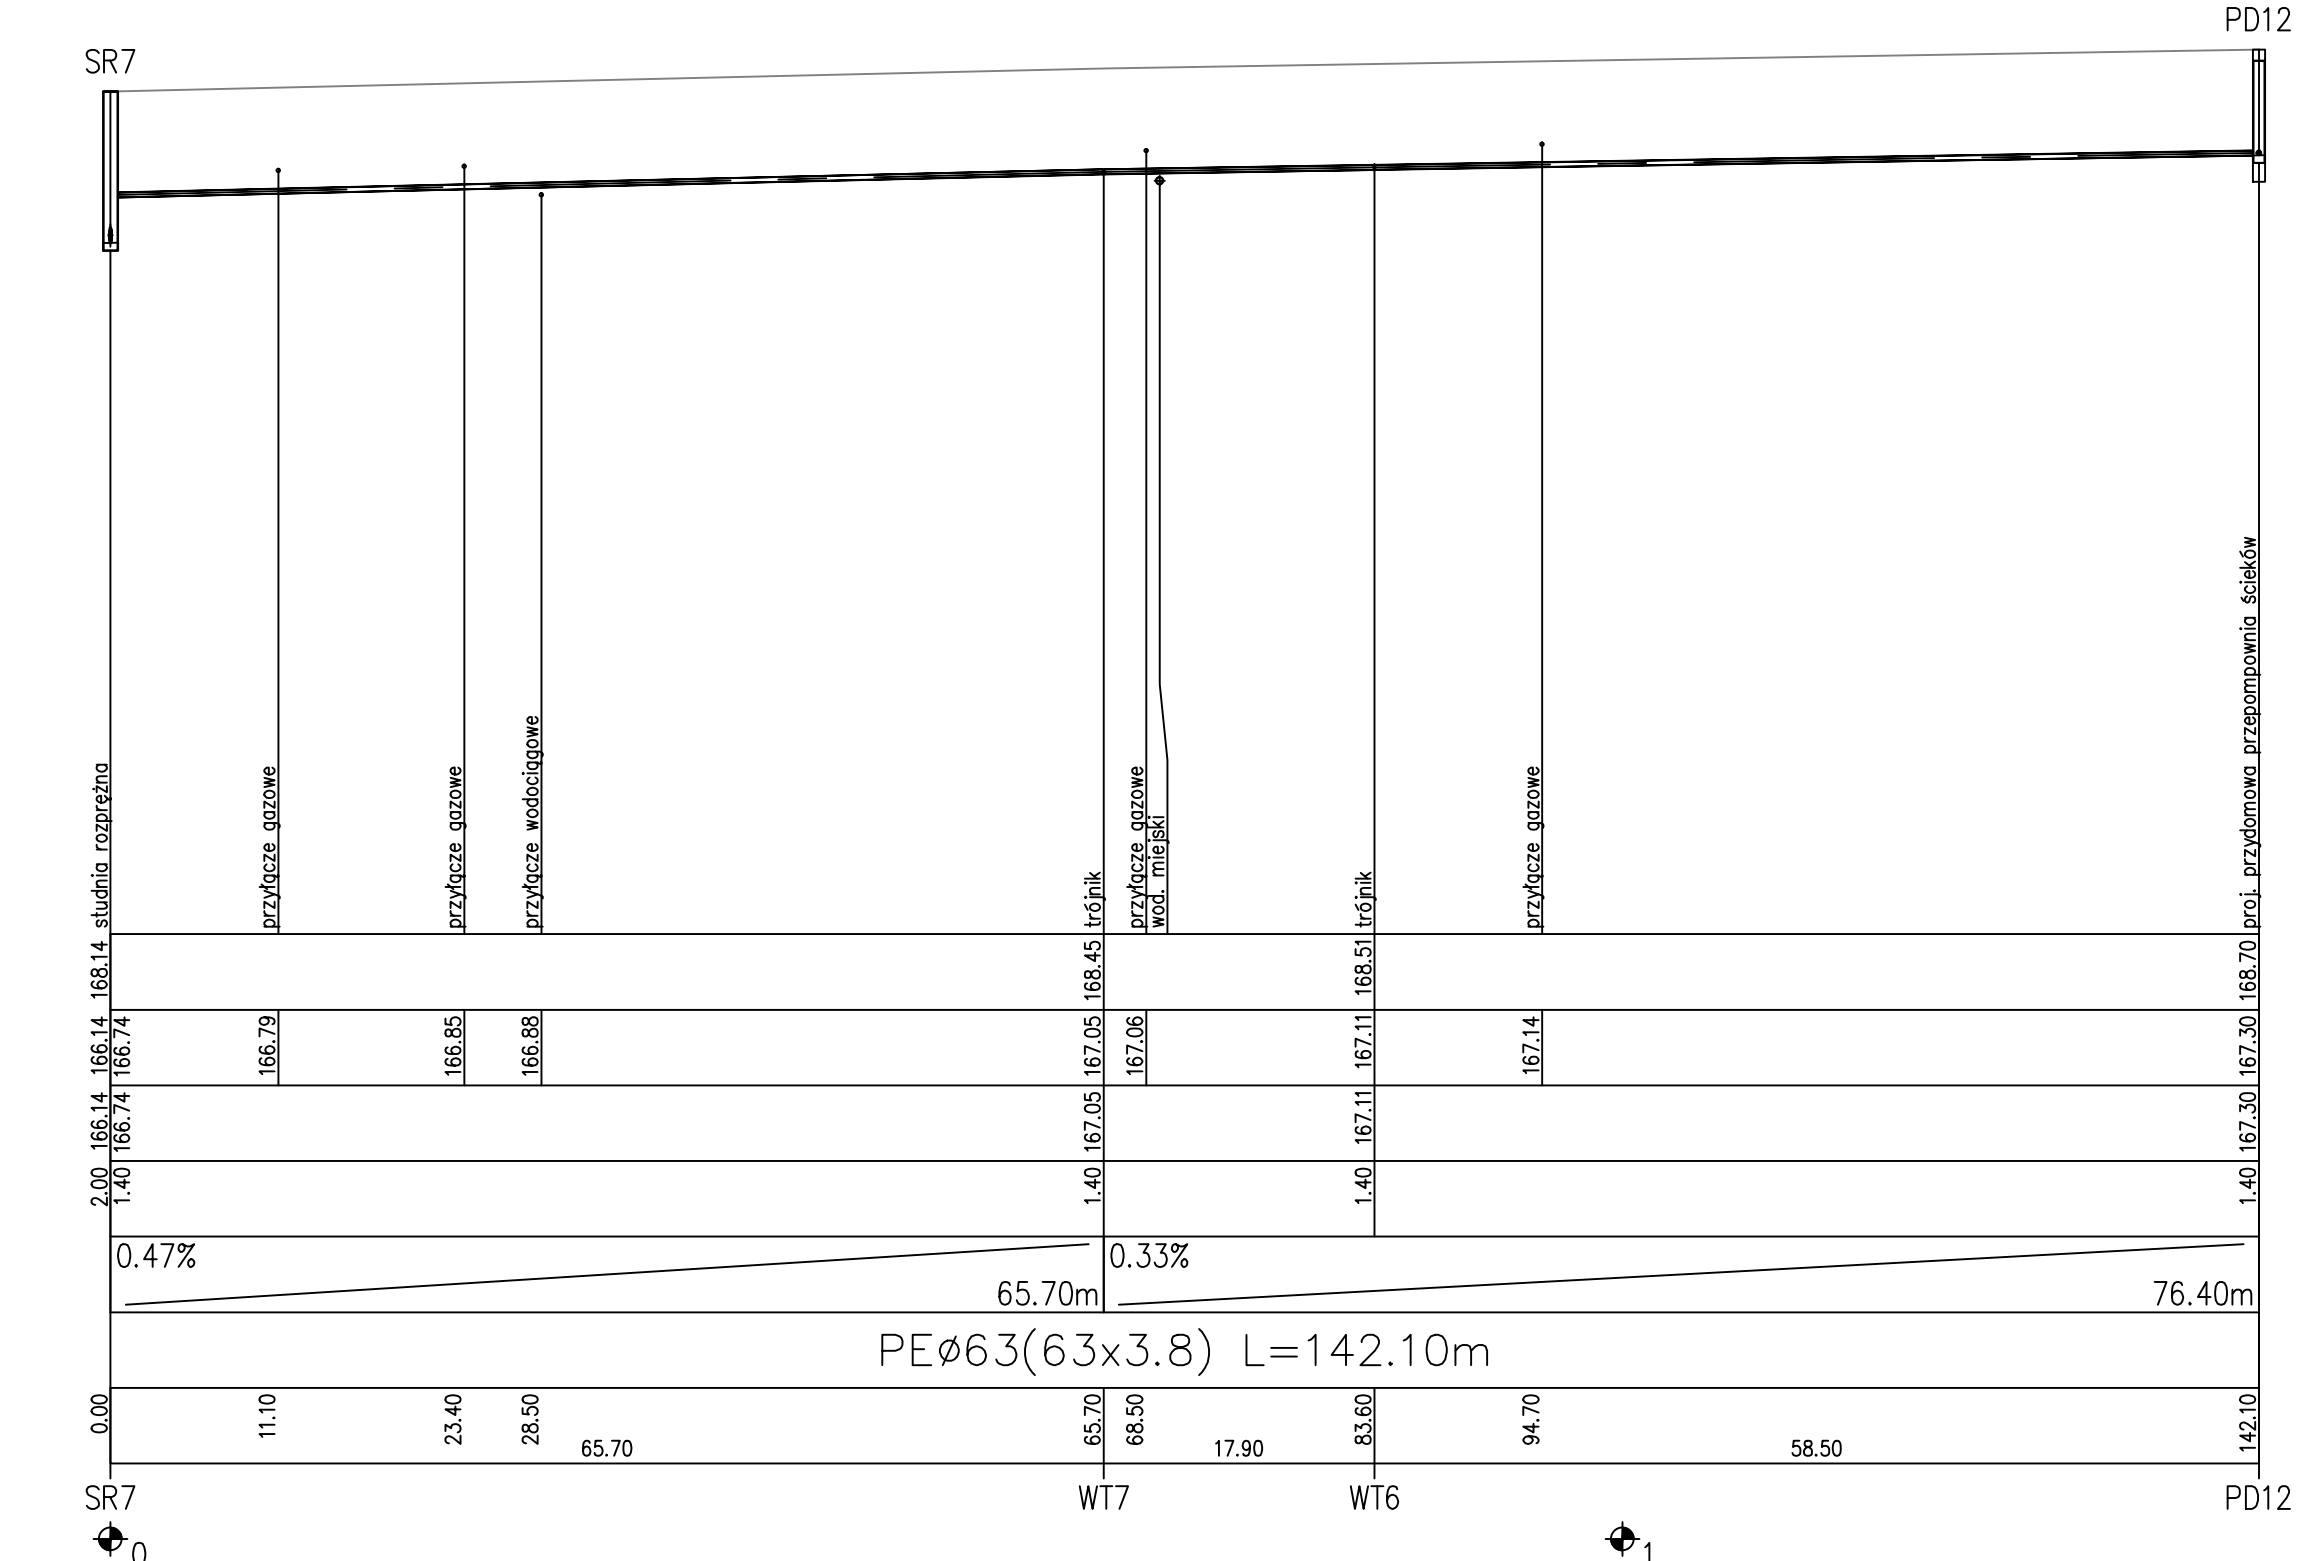 PD12
SR7
studnia rozprężna
przyłącze gazowe
przyłącze gazowe
przyłącze wodociągowe
trójnik
przyłącze gazowe
wod. miejski
trójnik
przyłącze gazowe
proj. przydomowa przepompownia ścieków
168.14
168.45
168.51
168.70
166.14
166.74
166.79
166.85
166.88
167.05
167.06
167.11
167.14
167.30
166.14
166.74
167.05
167.11
167.30
2.00
1.40
1.40
1.40
1.40
0.47%
65.70m
0.33%
76.40m
PEø63(63x3.8) L=142.10m
0.00
11.10
23.40
28.50
65.70
68.50
83.60
94.70
142.10
65.70
17.90
58.50
SR7
WT7
WT6
PD12
0
1